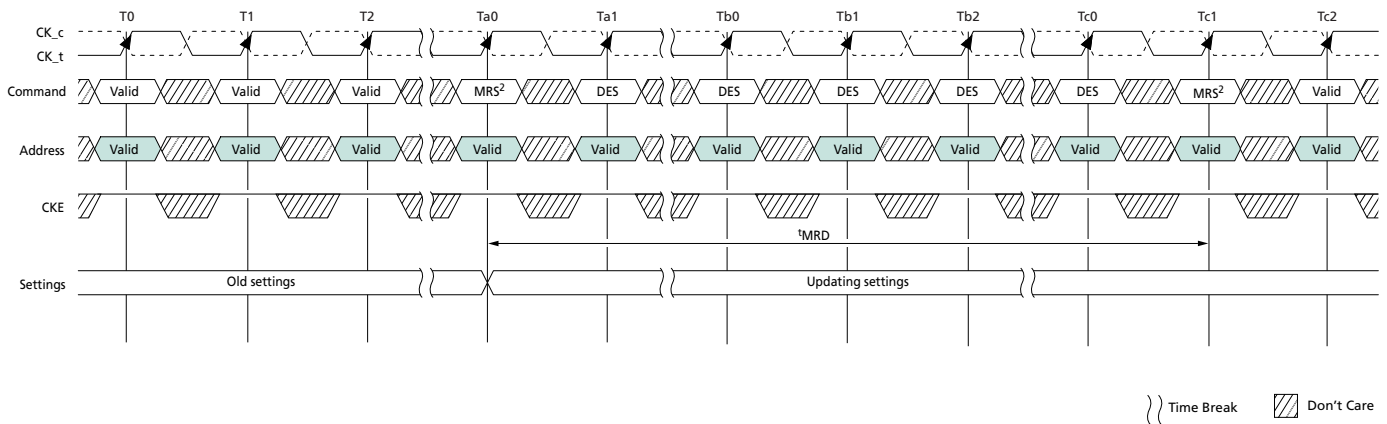 T0 T1 T2 Ta0 Ta1 Tb0 Tb1 Tb2 Tc0 Tc1 Tc2
CK_c
CK_t
Command Valid Valid Valid MRS² DES DES DES DES DES MRS² Valid
Address Valid Valid Valid Valid Valid Valid Valid Valid Valid Valid Valid
CKE
ᵗMRD
Settings Old settings Updating settings
Time Break Don't Care